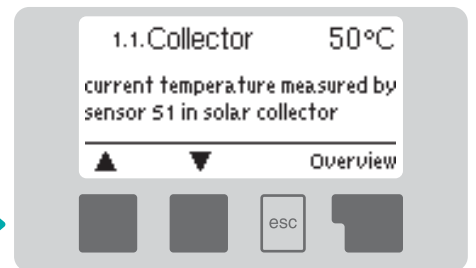 1.1.Collector 50°C
current temperature measured by
sensor S1 in solar collector
▲ ▼ Overview
esc